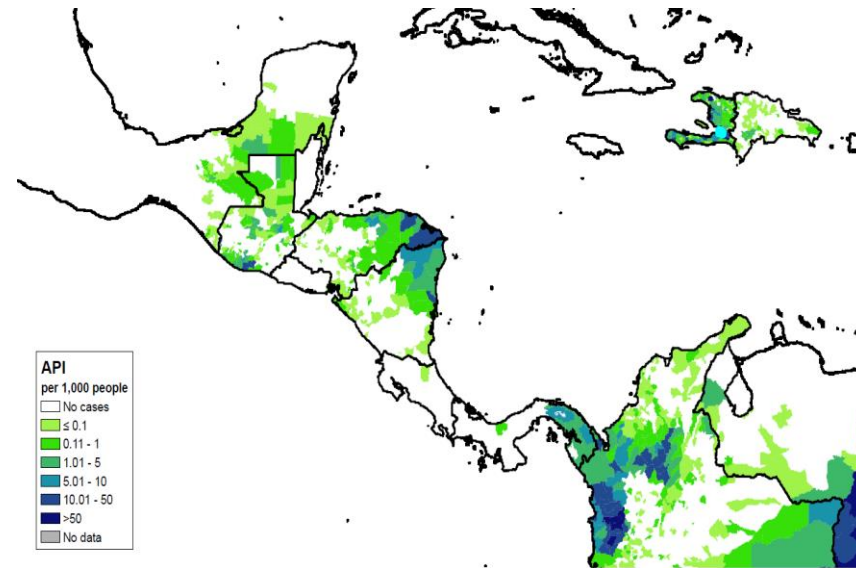 API
per 1,000 people
No cases
≤ 0.1
0.11 - 1
1.01 - 5
5.01 - 10
10.01 - 50
>50
No data